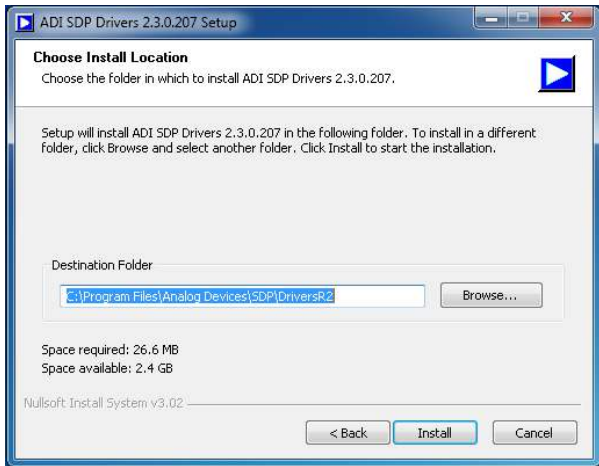 ADI SDP Drivers 2.3.0.207 Setup
Choose Install Location
Choose the folder in which to install ADI SDP Drivers 2.3.0.207.
Setup will install ADI SDP Drivers 2.3.0.207 in the following folder. To install in a different
folder, click Browse and select another folder. Click Install to start the installation.
Destination Folder
C:\Program Files\Analog Devices\SDP\DriversR2
Browse...
Space required: 26.6 MB
Space available: 2.4 GB
Nullsoft Install System v3.02
< Back Install Cancel